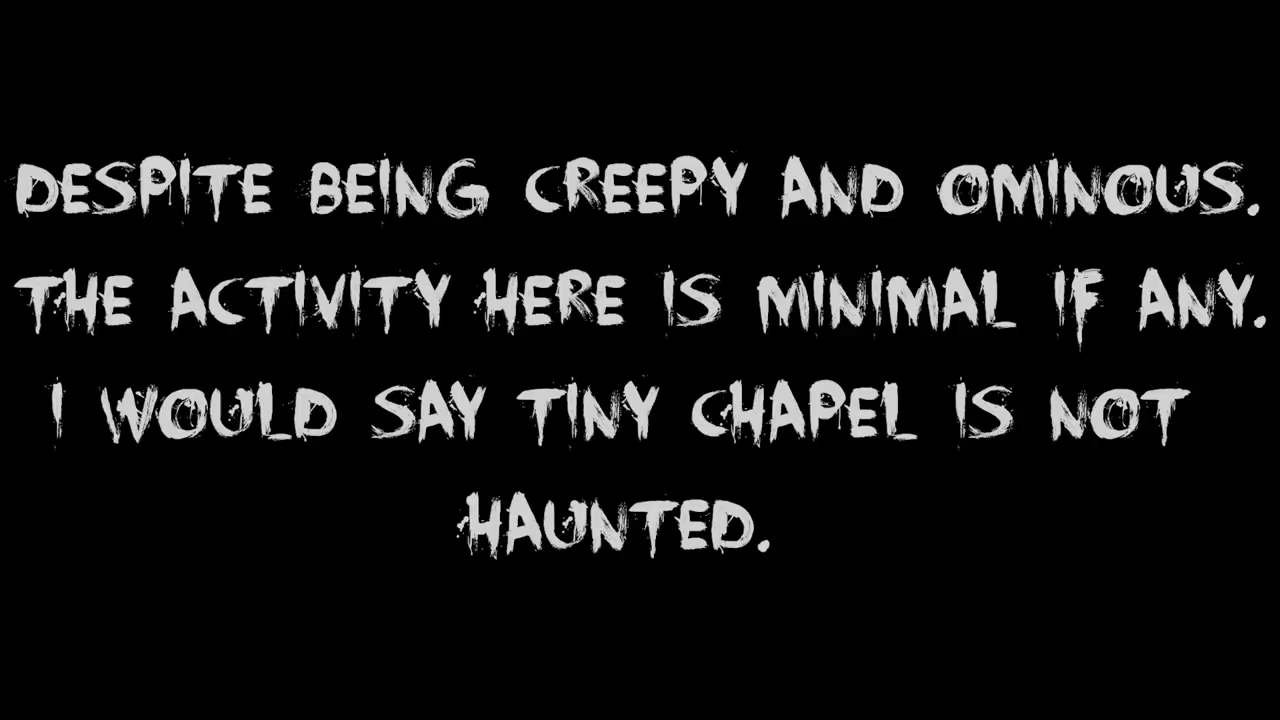 DESPITE BEING CREEPY AND OMINOUS.
THE ACTIVITY HERE IS MINIMAL IF ANY.
I WOULD SAY TINY CHAPEL IS NOT
HAUNTED.